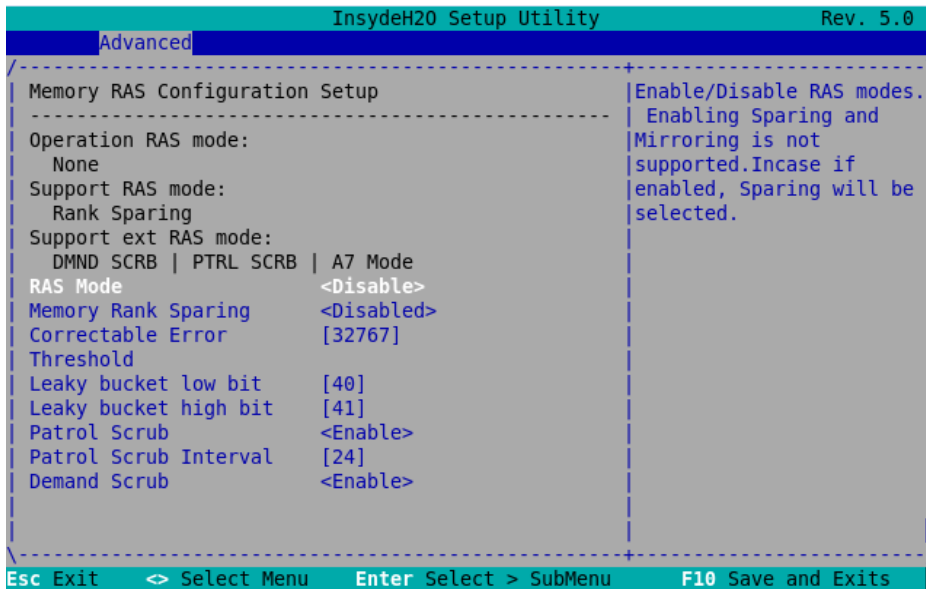 InsydeH2O Setup Utility Rev. 5.0
Advanced
Memory RAS Configuration Setup
Operation RAS mode:
None
Support RAS mode:
Rank Sparing
Support ext RAS mode:
DMND SCRB | PTRL SCRB | A7 Mode
RAS Mode <Disable>
Memory Rank Sparing <Disabled>
Correctable Error [32767]
Threshold
Leaky bucket low bit [40]
Leaky bucket high bit [41]
Patrol Scrub <Enable>
Patrol Scrub Interval [24]
Demand Scrub <Enable>
Enable/Disable RAS modes.
Enabling Sparing and
Mirroring is not
supported.Incase if
enabled, Sparing will be
selected.
Esc Exit <> Select Menu Enter Select > SubMenu F10 Save and Exits